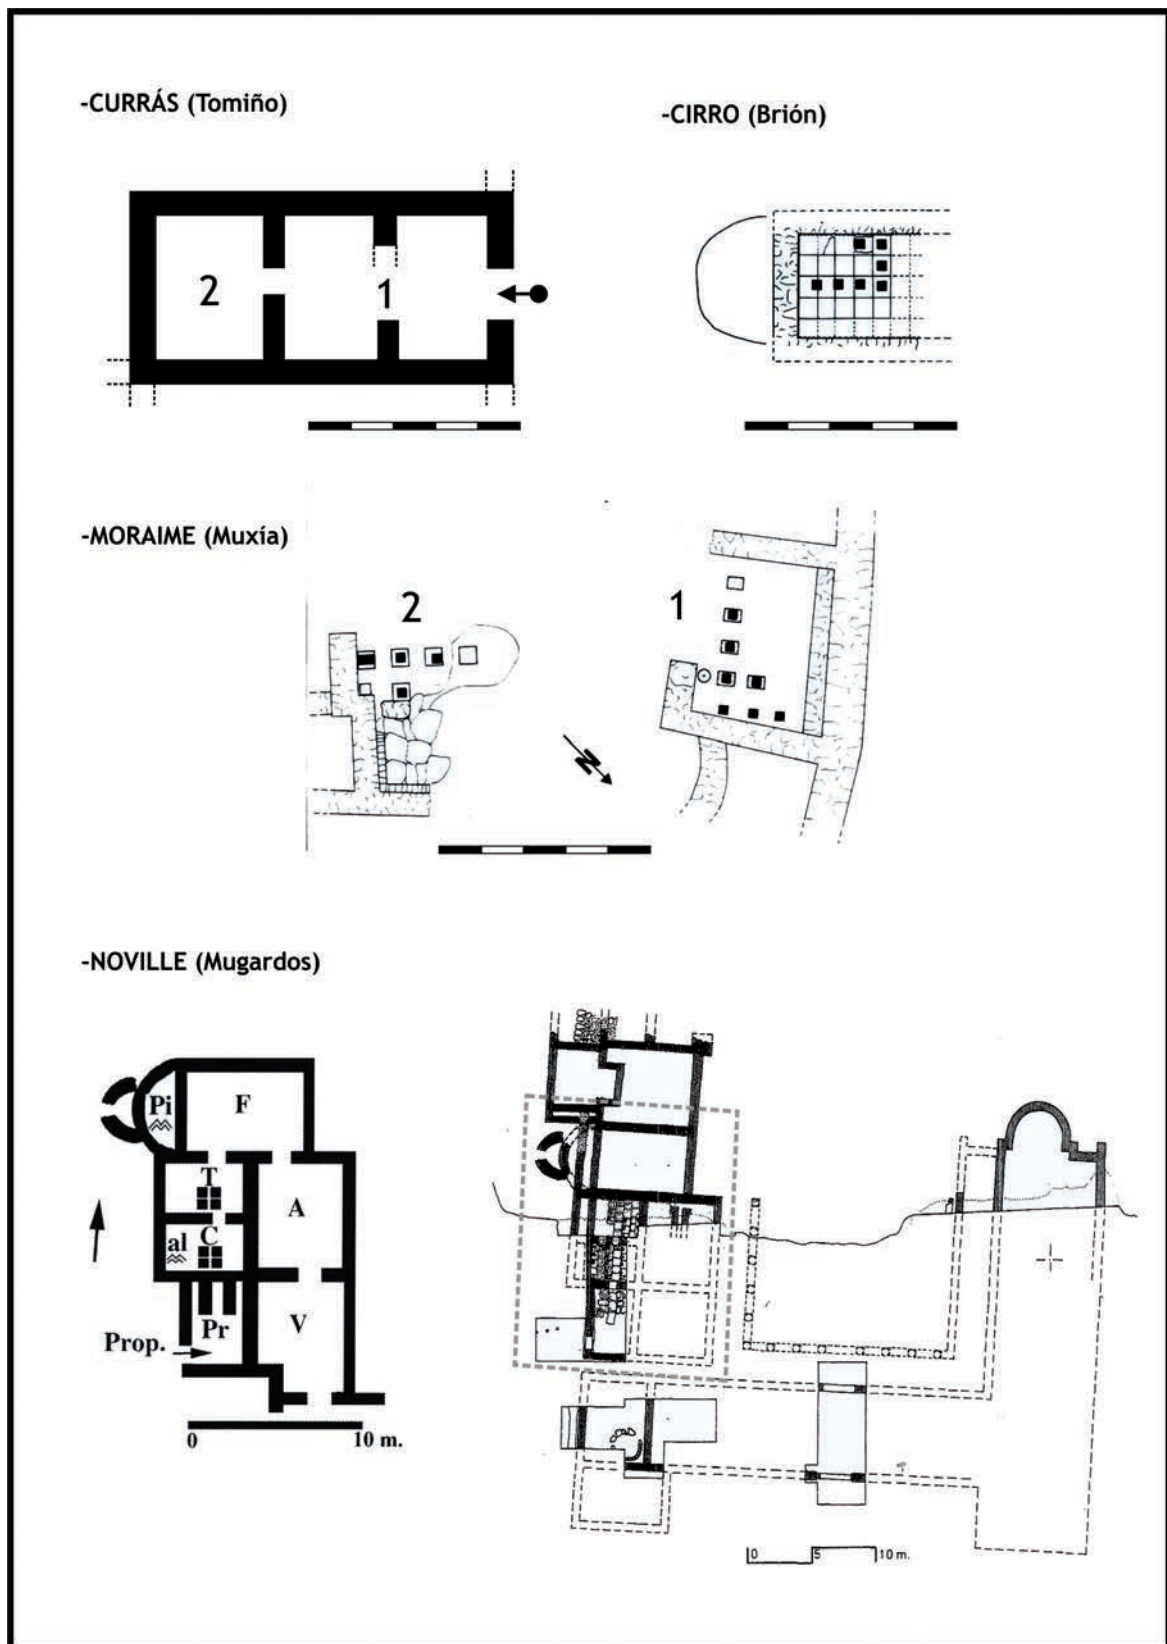 -CURRÁS (Tomiño)
-CIRRO (Brión)
2
1
-MORAIME (Muxía)
2
1
N
-NOVILLE (Mugardos)
Pi
F
T
A
al
C
V
Pr
Prop.
0
10 m.
0
5
10 m.